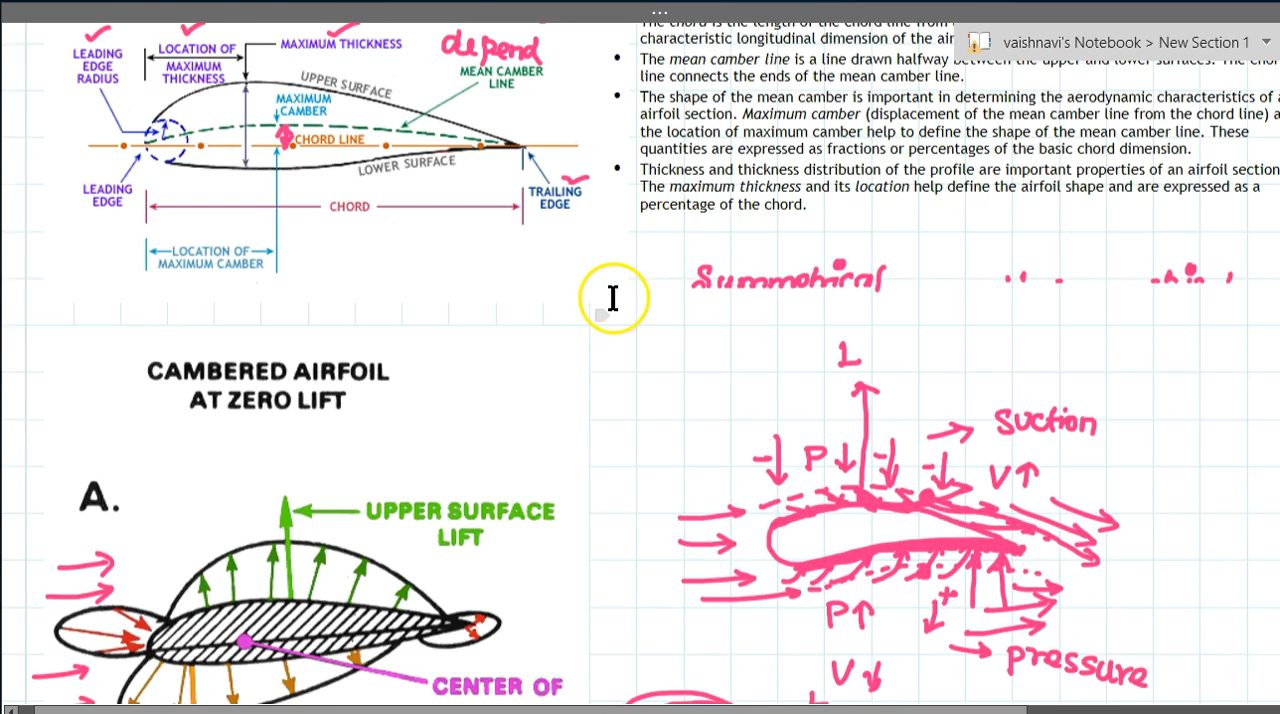 ...
vaishnavi's Notebook > New Section 1
LEADING
EDGE
RADIUS
LOCATION OF
MAXIMUM
THICKNESS
MAXIMUM THICKNESS
depend
MEAN CAMBER
LINE
UPPER SURFACE
MAXIMUM
CAMBER
CHORD LINE
LOWER SURFACE
LEADING
EDGE
TRAILING
EDGE
CHORD
LOCATION OF
MAXIMUM CAMBER
characteristic longitudinal dimension of the air
• The mean camber line is a line drawn halfway between the upper and lower surfaces. The chor
line connects the ends of the mean camber line.
• The shape of the mean camber is important in determining the aerodynamic characteristics of a
airfoil section. Maximum camber (displacement of the mean camber line from the chord line) a
the location of maximum camber help to define the shape of the mean camber line. These
quantities are expressed as fractions or percentages of the basic chord dimension.
• Thickness and thickness distribution of the profile are important properties of an airfoil section
The maximum thickness and its location help define the airfoil shape and are expressed as a
percentage of the chord.
CAMBERED AIRFOIL
AT ZERO LIFT
A.
UPPER SURFACE
LIFT
CENTER OF
L
suction
- P↓ - -
V↑
P↑
+
pressure
V↓